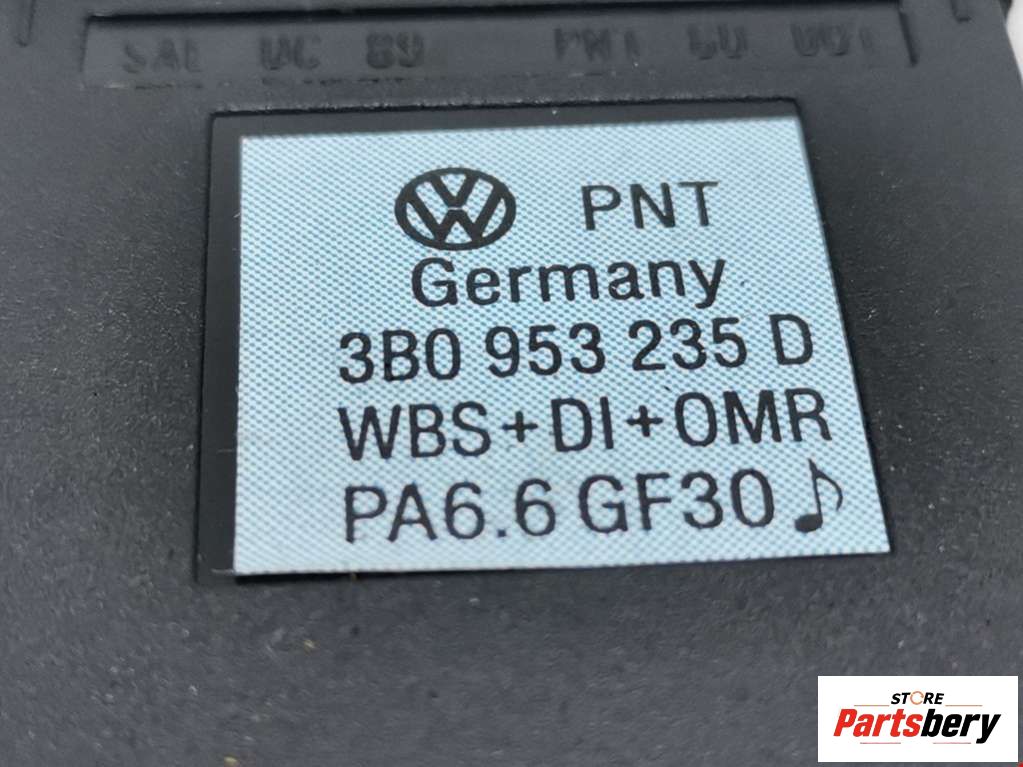 PNT
Germany
3B0 953 235 D
WBS+DI+OMR
PA6.6 GF30
STORE
Partsbery